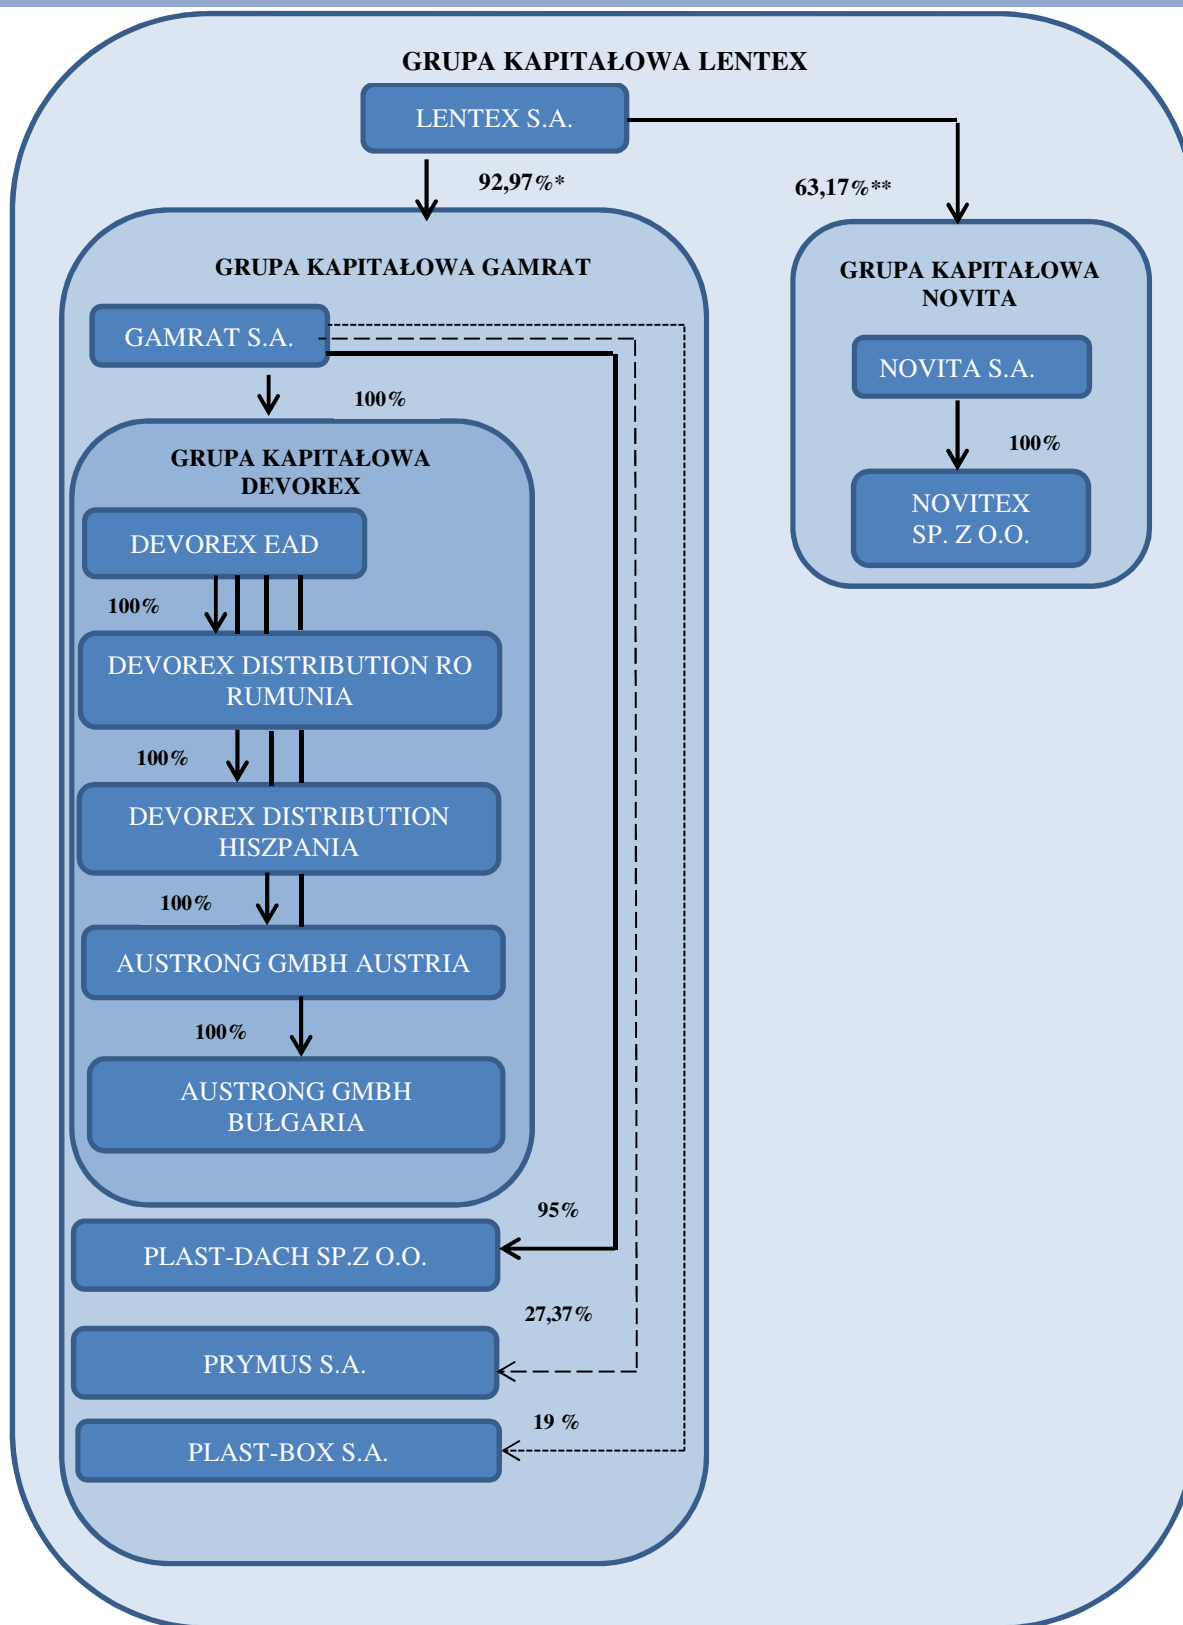 GRUPA KAPITAŁOWA LENTEX
LENTEX S.A.
92,97%*
63,17%**
GRUPA KAPITAŁOWA GAMRAT
GRUPA KAPITAŁOWA
NOVITA
GAMRAT S.A.
NOVITA S.A.
100%
100%
GRUPA KAPITAŁOWA
DEVOREX
NOVITEX
SP. Z O.O.
DEVOREX EAD
100%
DEVOREX DISTRIBUTION RO
RUMUNIA
100%
DEVOREX DISTRIBUTION
HISZPANIA
100%
AUSTRONG GMBH AUSTRIA
100%
AUSTRONG GMBH
BUŁGARIA
95%
PLAST-DACH SP.Z O.O.
27,37%
PRYMUS S.A.
19 %
PLAST-BOX S.A.